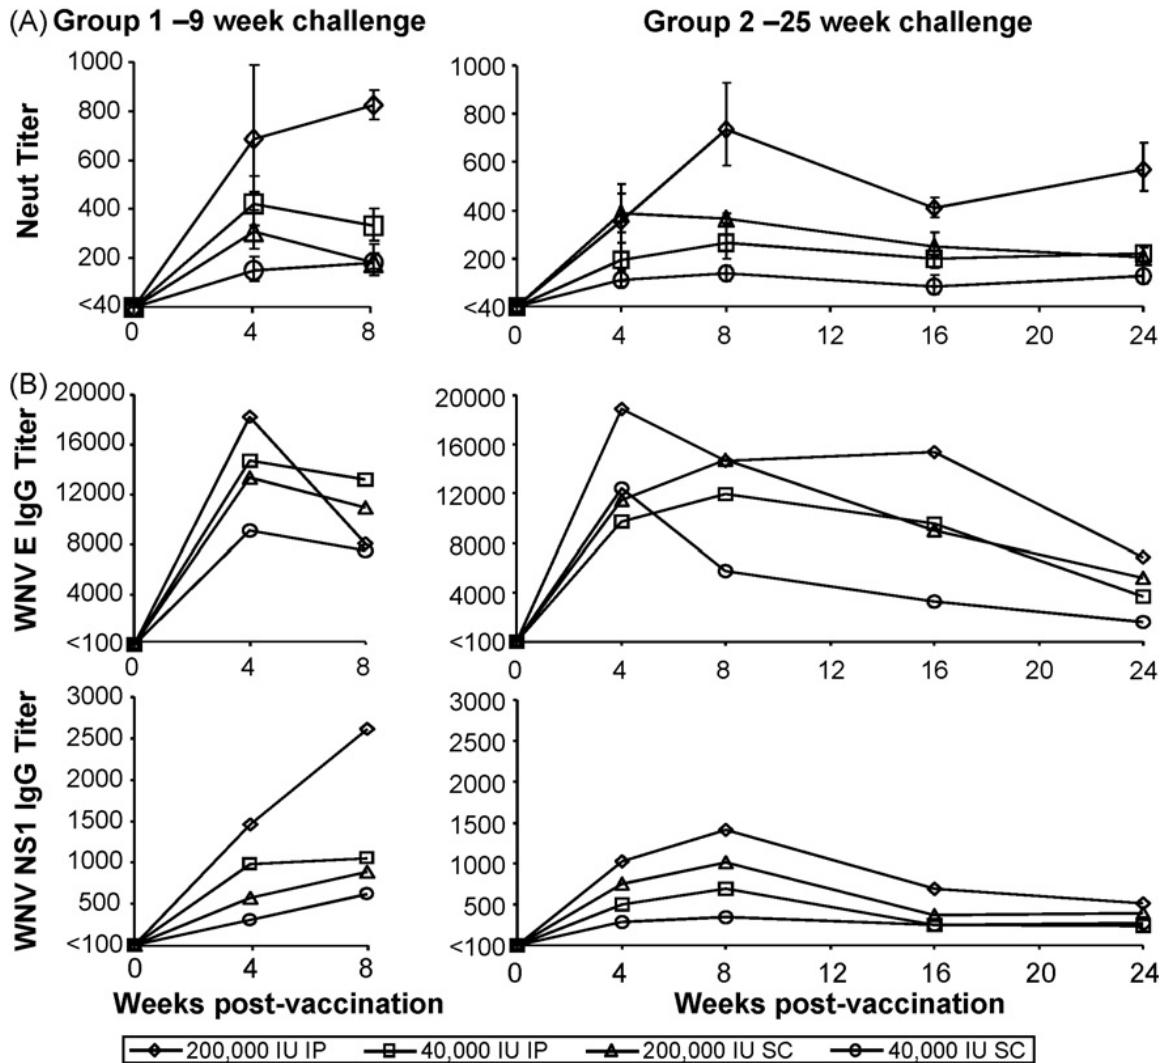 (A) Group 1 –9 week challenge
Group 2 –25 week challenge
Neut Titer
1000
800
600
400
200
<40
0 4 8
1000
800
600
400
200
<40
0 4 8 12 16 20 24
(B)
WNV E IgG Titer
20000
16000
12000
8000
4000
<100
0 4 8
20000
16000
12000
8000
4000
<100
0 4 8 12 16 20 24
WNV NS1 IgG Titer
3000
2500
2000
1500
1000
500
<100
0 4 8
3000
2500
2000
1500
1000
500
<100
0 4 8 12 16 20 24
Weeks post-vaccination
Weeks post-vaccination
200,000 IU IP 40,000 IU IP 200,000 IU SC 40,000 IU SC